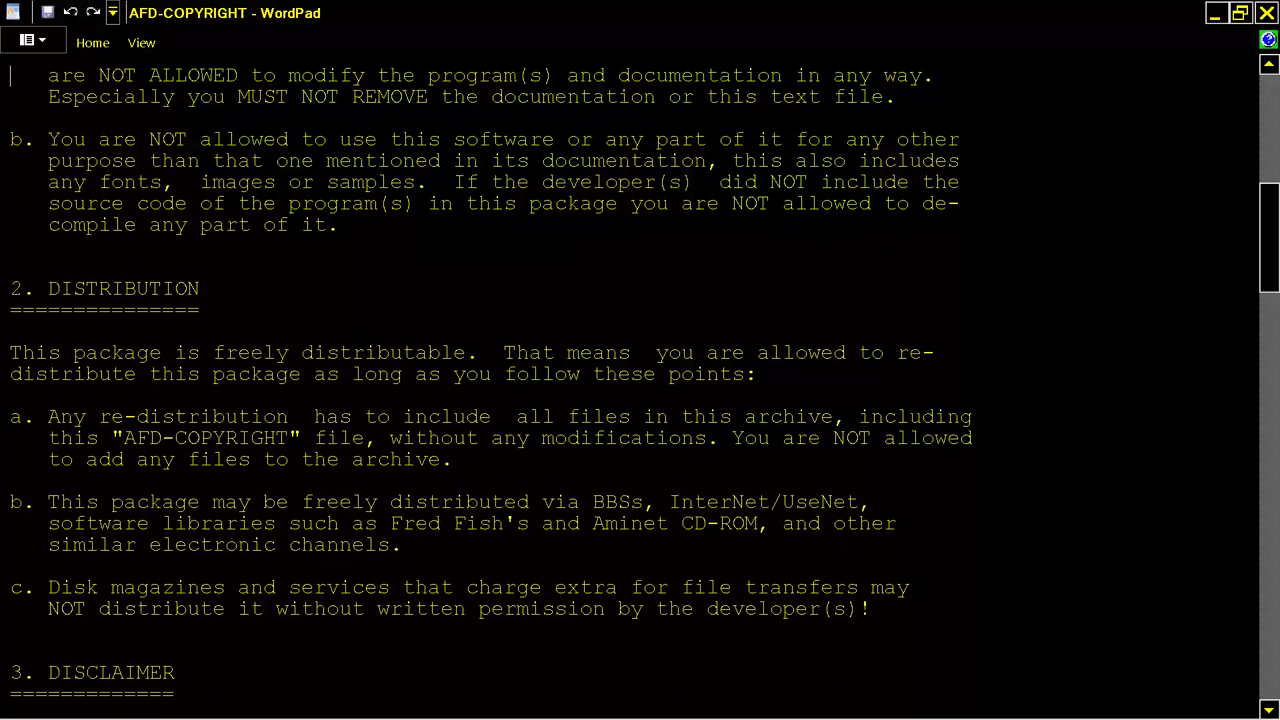 AFD-COPYRIGHT - WordPad
Home View
are NOT ALLOWED to modify the program(s) and documentation in any way.
Especially you MUST NOT REMOVE the documentation or this text file.
b. You are NOT allowed to use this software or any part of it for any other
purpose than that one mentioned in its documentation, this also includes
any fonts,  images or samples.  If the developer(s)  did NOT include the
source code of the program(s) in this package you are NOT allowed to de-
compile any part of it.
2. DISTRIBUTION
===============
This package is freely distributable.  That means  you are allowed to re-
distribute this package as long as you follow these points:
a. Any re-distribution  has to include  all files in this archive, including
this "AFD-COPYRIGHT" file, without any modifications. You are NOT allowed
to add any files to the archive.
b. This package may be freely distributed via BBSs, InterNet/UseNet,
software libraries such as Fred Fish's and Aminet CD-ROM, and other
similar electronic channels.
c. Disk magazines and services that charge extra for file transfers may
NOT distribute it without written permission by the developer(s)!
3. DISCLAIMER
=============